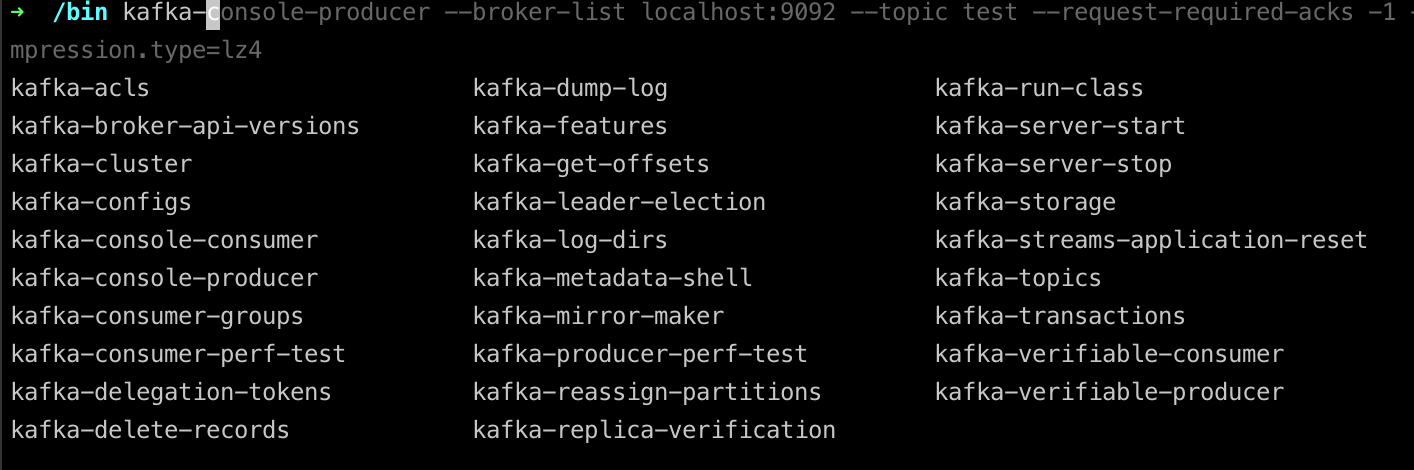 ➜ /bin kafka-console-producer --broker-list localhost:9092 --topic test --request-required-acks -1 -
mpression.type=lz4
kafka-acls kafka-dump-log kafka-run-class
kafka-broker-api-versions kafka-features kafka-server-start
kafka-cluster kafka-get-offsets kafka-server-stop
kafka-configs kafka-leader-election kafka-storage
kafka-console-consumer kafka-log-dirs kafka-streams-application-reset
kafka-console-producer kafka-metadata-shell kafka-topics
kafka-consumer-groups kafka-mirror-maker kafka-transactions
kafka-consumer-perf-test kafka-producer-perf-test kafka-verifiable-consumer
kafka-delegation-tokens kafka-reassign-partitions kafka-verifiable-producer
kafka-delete-records kafka-replica-verification